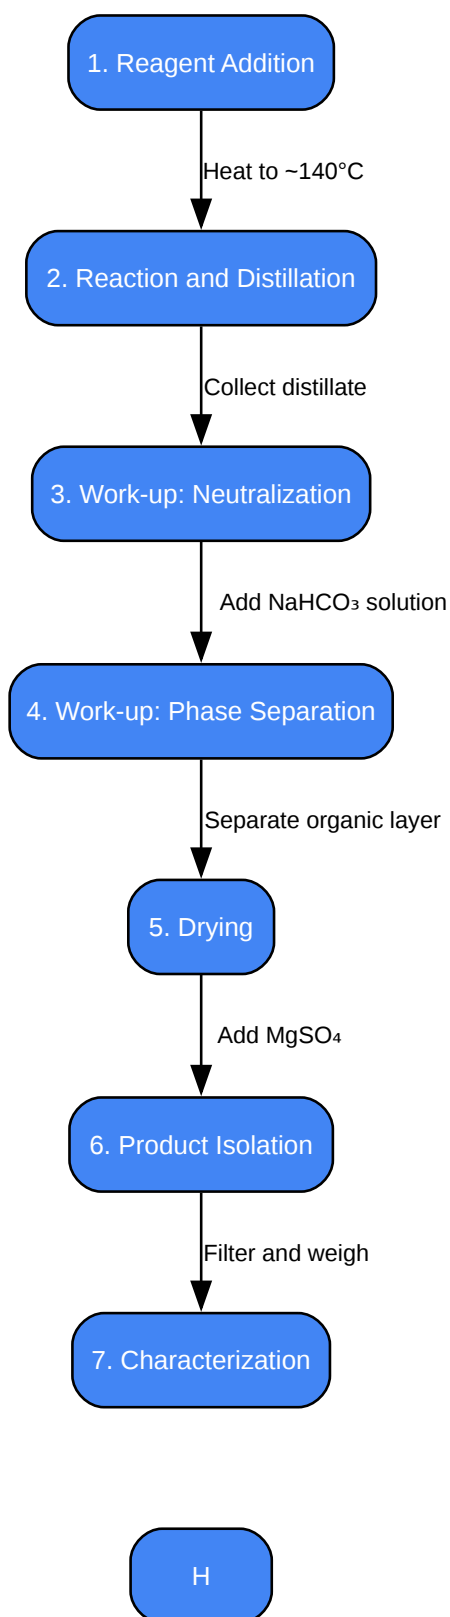 1. Reagent Addition
Heat to ~140°C
2. Reaction and Distillation
Collect distillate
3. Work-up: Neutralization
Add NaHCO₃ solution
4. Work-up: Phase Separation
Separate organic layer
5. Drying
Add MgSO₄
6. Product Isolation
Filter and weigh
7. Characterization
H